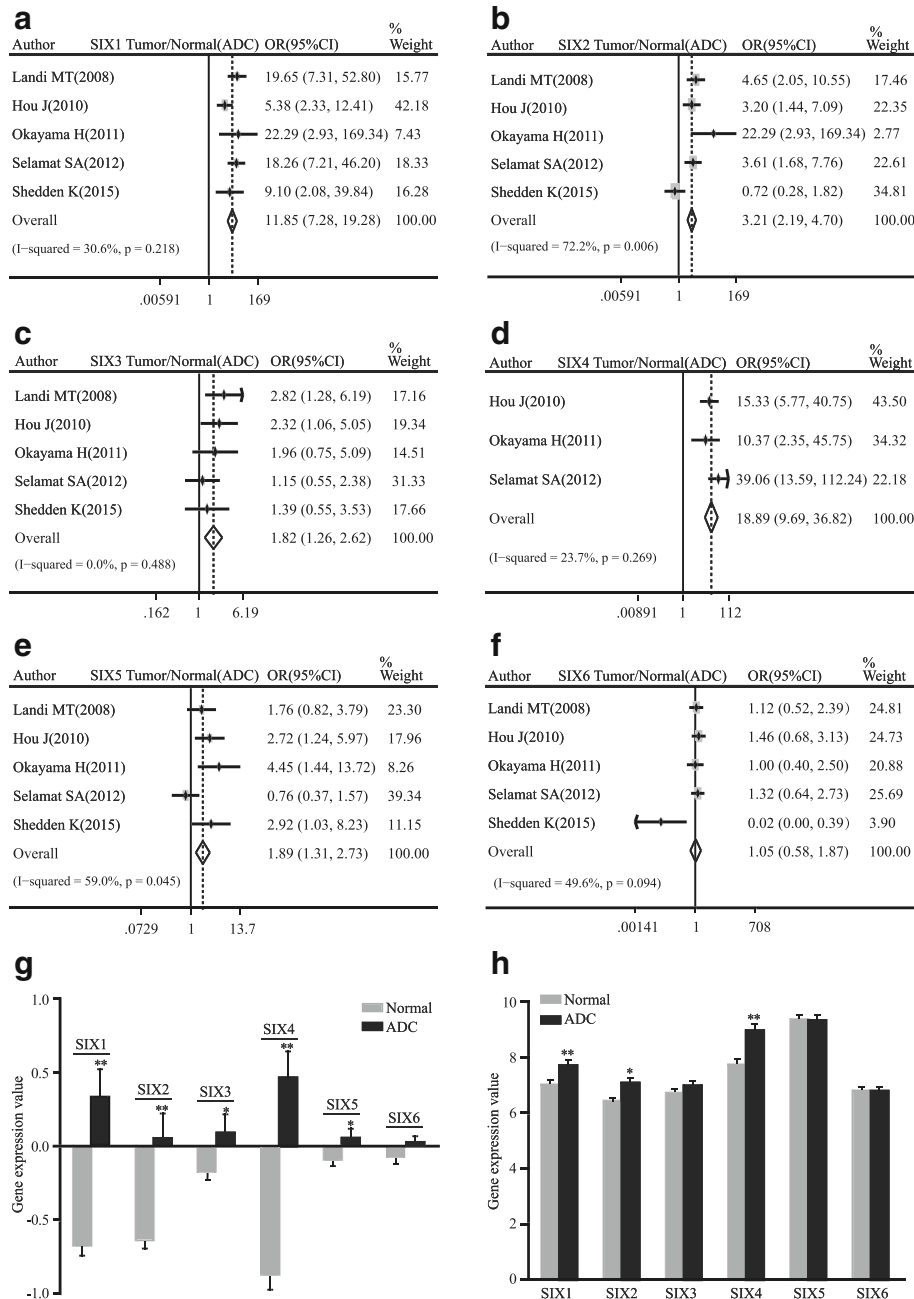 a
%
Author SIX1 Tumor/Normal(ADC) OR(95%CI) Weight
Landi MT(2008) 19.65 (7.31, 52.80) 15.77
Hou J(2010) 5.38 (2.33, 12.41) 42.18
Okayama H(2011) 22.29 (2.93, 169.34) 7.43
Selamat SA(2012) 18.26 (7.21, 46.20) 18.33
Shedden K(2015) 9.10 (2.08, 39.84) 16.28
Overall 11.85 (7.28, 19.28) 100.00
(I−squared = 30.6%, p = 0.218)
.00591 1 169
b
%
Author SIX2 Tumor/Normal(ADC) OR(95%CI) Weight
Landi MT(2008) 4.65 (2.05, 10.55) 17.46
Hou J(2010) 3.20 (1.44, 7.09) 22.35
Okayama H(2011) 22.29 (2.93, 169.34) 2.77
Selamat SA(2012) 3.61 (1.68, 7.76) 22.61
Shedden K(2015) 0.72 (0.28, 1.82) 34.81
Overall 3.21 (2.19, 4.70) 100.00
(I−squared = 72.2%, p = 0.006)
.00591 1 169
c
%
Author SIX3 Tumor/Normal(ADC) OR(95%CI) Weight
Landi MT(2008) 2.82 (1.28, 6.19) 17.16
Hou J(2010) 2.32 (1.06, 5.05) 19.34
Okayama H(2011) 1.96 (0.75, 5.09) 14.51
Selamat SA(2012) 1.15 (0.55, 2.38) 31.33
Shedden K(2015) 1.39 (0.55, 3.53) 17.66
Overall 1.82 (1.26, 2.62) 100.00
(I−squared = 0.0%, p = 0.488)
.162 1 6.19
d
%
Author SIX4 Tumor/Normal(ADC) OR(95%CI) Weight
Hou J(2010) 15.33 (5.77, 40.75) 43.50
Okayama H(2011) 10.37 (2.35, 45.75) 34.32
Selamat SA(2012) 39.06 (13.59, 112.24) 22.18
Overall 18.89 (9.69, 36.82) 100.00
(I−squared = 23.7%, p = 0.269)
.00891 1 112
e
%
Author SIX5 Tumor/Normal(ADC) OR(95%CI) Weight
Landi MT(2008) 1.76 (0.82, 3.79) 23.30
Hou J(2010) 2.72 (1.24, 5.97) 17.96
Okayama H(2011) 4.45 (1.44, 13.72) 8.26
Selamat SA(2012) 0.76 (0.37, 1.57) 39.34
Shedden K(2015) 2.92 (1.03, 8.23) 11.15
Overall 1.89 (1.31, 2.73) 100.00
(I−squared = 59.0%, p = 0.045)
.0729 1 13.7
f
%
Author SIX6 Tumor/Normal(ADC) OR(95%CI) Weight
Landi MT(2008) 1.12 (0.52, 2.39) 24.81
Hou J(2010) 1.46 (0.68, 3.13) 24.73
Okayama H(2011) 1.00 (0.40, 2.50) 20.88
Selamat SA(2012) 1.32 (0.64, 2.73) 25.69
Shedden K(2015) 0.02 (0.00, 0.39) 3.90
Overall 1.05 (0.58, 1.87) 100.00
(I−squared = 49.6%, p = 0.094)
.00141 1 708
g
Gene expression value
1.0
0.5
0.0
-0.5
-1.0
Normal
ADC
SIX1
**
SIX2
**
SIX3
*
SIX4
**
SIX5
*
SIX6
h
Gene expression value
10
8
6
4
2
0
Normal
ADC
**
*
**
SIX1 SIX2 SIX3 SIX4 SIX5 SIX6